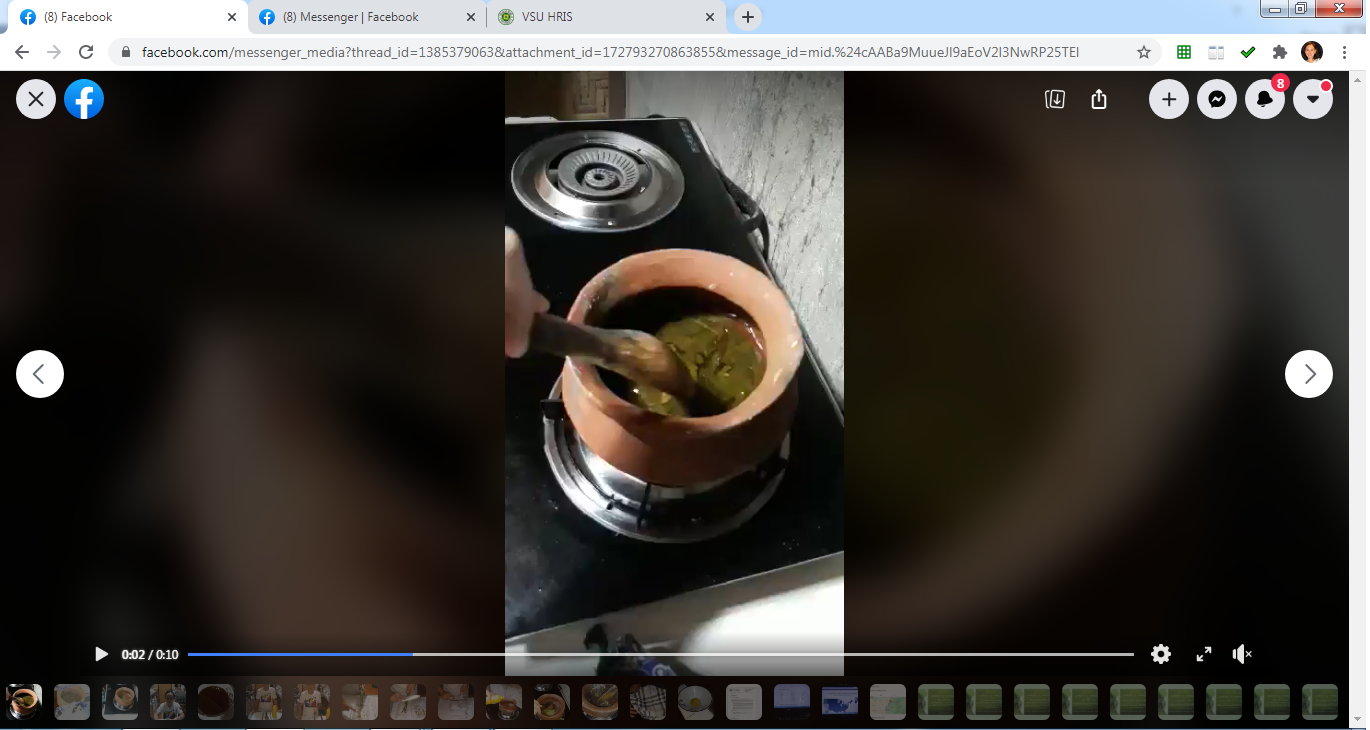 (8) Facebook
(8) Messenger | Facebook
VSU HRIS
facebook.com/messenger_media?thread_id=1385379063&attachment_id=172793270863855&message_id=mid.%24cAABa9MuueJI9aEoV2I3NwRP25TEI
8
0:02 / 0:10